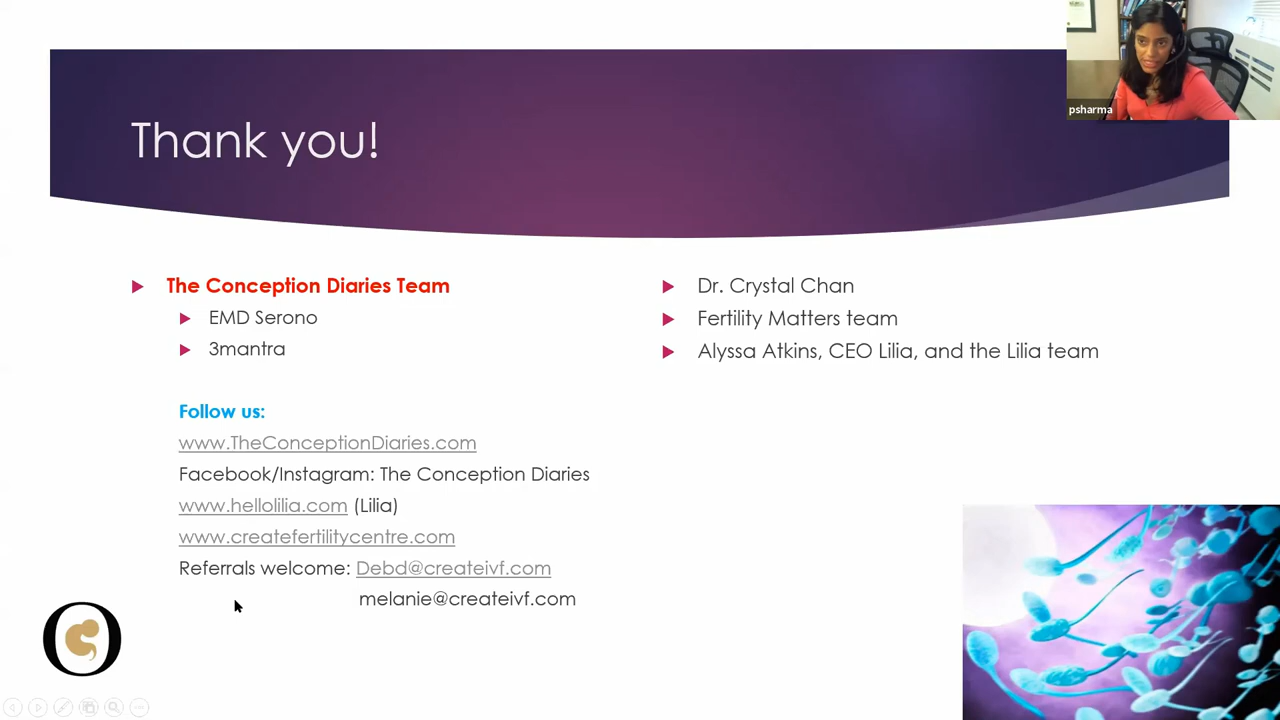 psharma
Thank you!
The Conception Diaries Team
EMD Serono
3mantra
Dr. Crystal Chan
Fertility Matters team
Alyssa Atkins, CEO Lilia, and the Lilia team
Follow us:
www.TheConceptionDiaries.com
Facebook/Instagram: The Conception Diaries
www.hellolilia.com (Lilia)
www.createfertilitycentre.com
Referrals welcome: Debd@createivf.com
melanie@createivf.com